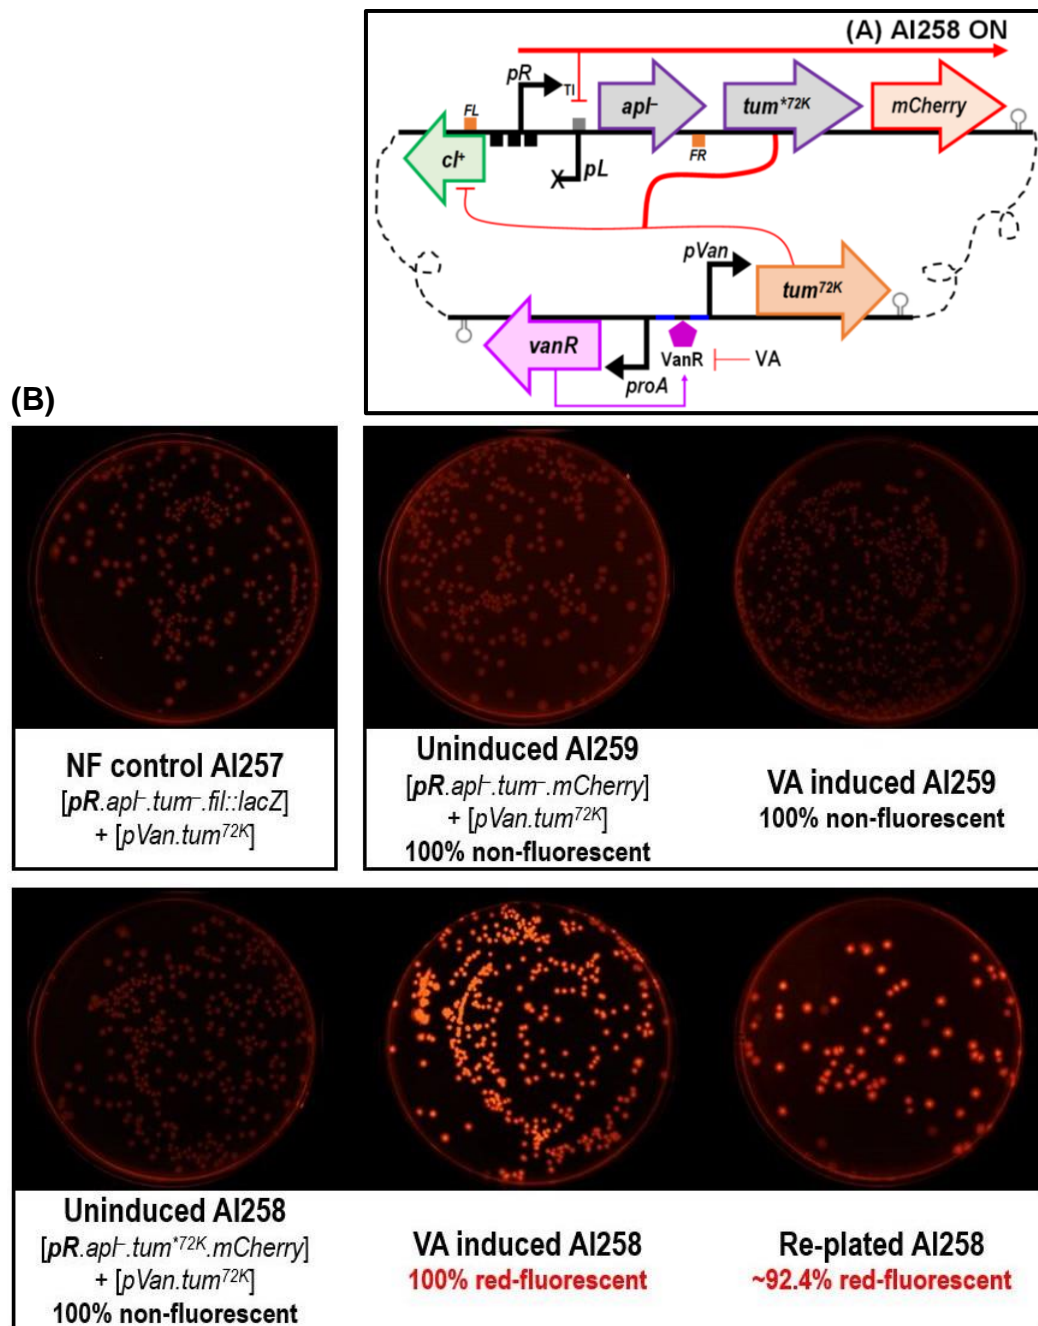 (A) AI258 ON
pR
TI
apl⁻
tum*⁷²ᴷ
mCherry
FL
FR
cI⁺
X
pL
pVan
tum⁷²ᴷ
vanR
VanR
VA
proA
(B)
NF control AI257
[pR.apl⁻.tum⁻.fil::lacZ]
+ [pVan.tum⁷²ᴷ]
Uninduced AI259
[pR.apl⁻.tum⁻.mCherry]
+ [pVan.tum⁷²ᴷ]
100% non-fluorescent
VA induced AI259
100% non-fluorescent
Uninduced AI258
[pR.apl⁻.tum*⁷²ᴷ.mCherry]
+ [pVan.tum⁷²ᴷ]
100% non-fluorescent
VA induced AI258
100% red-fluorescent
Re-plated AI258
~92.4% red-fluorescent